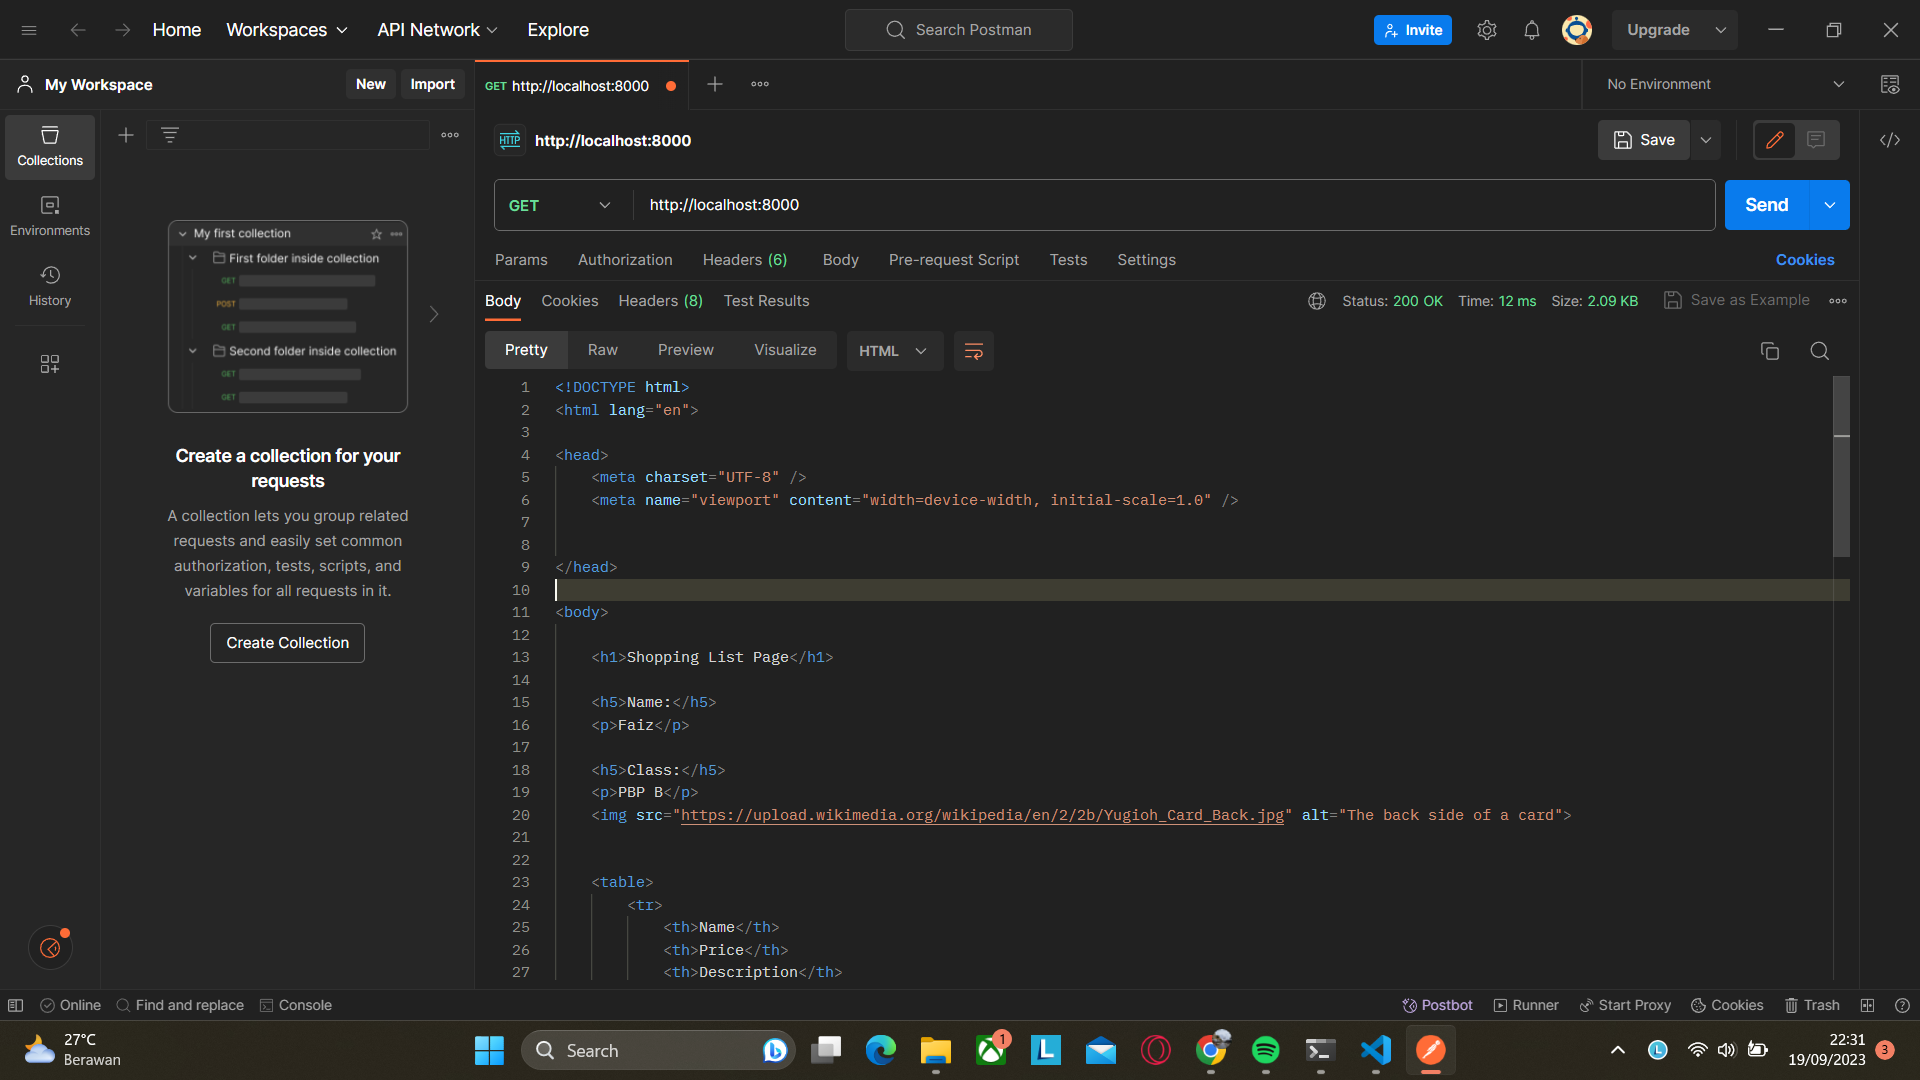 Home Workspaces API Network Explore Search Postman Invite Upgrade
My Workspace New Import GET http://localhost:8000 No Environment
HTTP http://localhost:8000 Save
GET http://localhost:8000 Send
Params Authorization Headers (6) Body Pre-request Script Tests Settings Cookies
Body Cookies Headers (8) Test Results Status: 200 OK Time: 12 ms Size: 2.09 KB Save as Example
Pretty Raw Preview Visualize HTML
Collections
Environments
History
My first collection
First folder inside collection
GET
POST
GET
Second folder inside collection
GET
GET
Create a collection for your
requests
A collection lets you group related
requests and easily set common
authorization, tests, scripts, and
variables for all requests in it.
Create Collection
1 <!DOCTYPE html>
2 <html lang="en">
3
4 <head>
5 <meta charset="UTF-8" />
6 <meta name="viewport" content="width=device-width, initial-scale=1.0" />
7
8
9 </head>
10
11 <body>
12
13 <h1>Shopping List Page</h1>
14
15 <h5>Name:</h5>
16 <p>Faiz</p>
17
18 <h5>Class:</h5>
19 <p>PBP B</p>
20 <img src="https://upload.wikimedia.org/wikipedia/en/2/2b/Yugioh_Card_Back.jpg" alt="The back side of a card">
21
22
23 <table>
24 <tr>
25 <th>Name</th>
26 <th>Price</th>
27 <th>Description</th>
Online Find and replace Console Postbot Runner Start Proxy Cookies Trash
27°C
Berawan
Search
1
L
L
22:31
19/09/2023
3